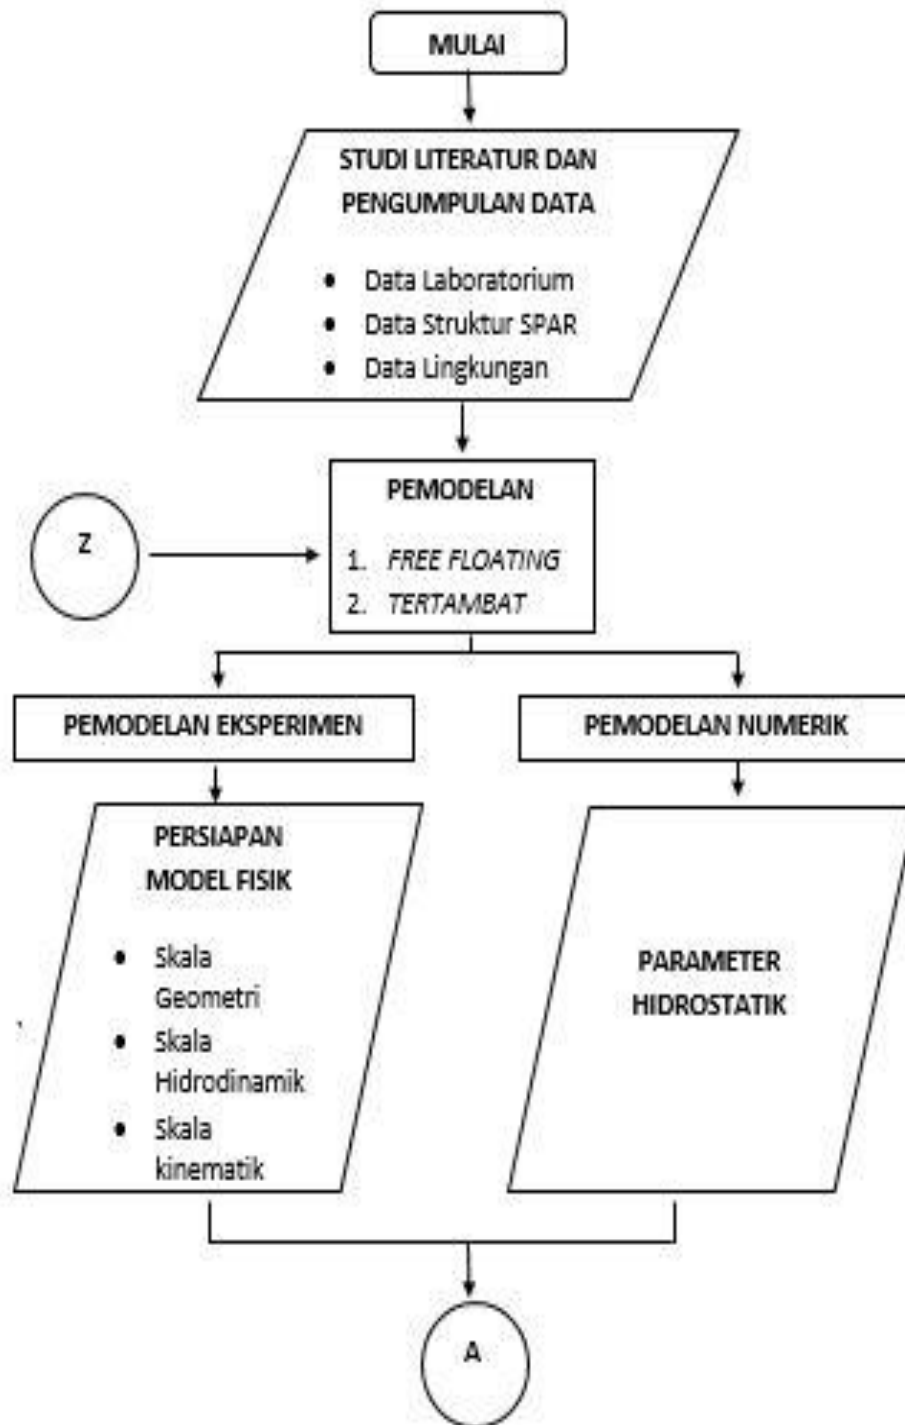 MULAI
STUDI LITERATUR DAN
PENGUMPULAN DATA
• Data Laboratorium
• Data Struktur SPAR
• Data Lingkungan
PEMODELAN
1. FREE FLOATING
2. TERTAMBAT
Z
PEMODELAN EKSPERIMEN
PEMODELAN NUMERIK
PERSIAPAN
MODEL FISIK
• Skala
Geometri
• Skala
Hidrodinamik
• Skala
kinematik
PARAMETER
HIDROSTATIK
A